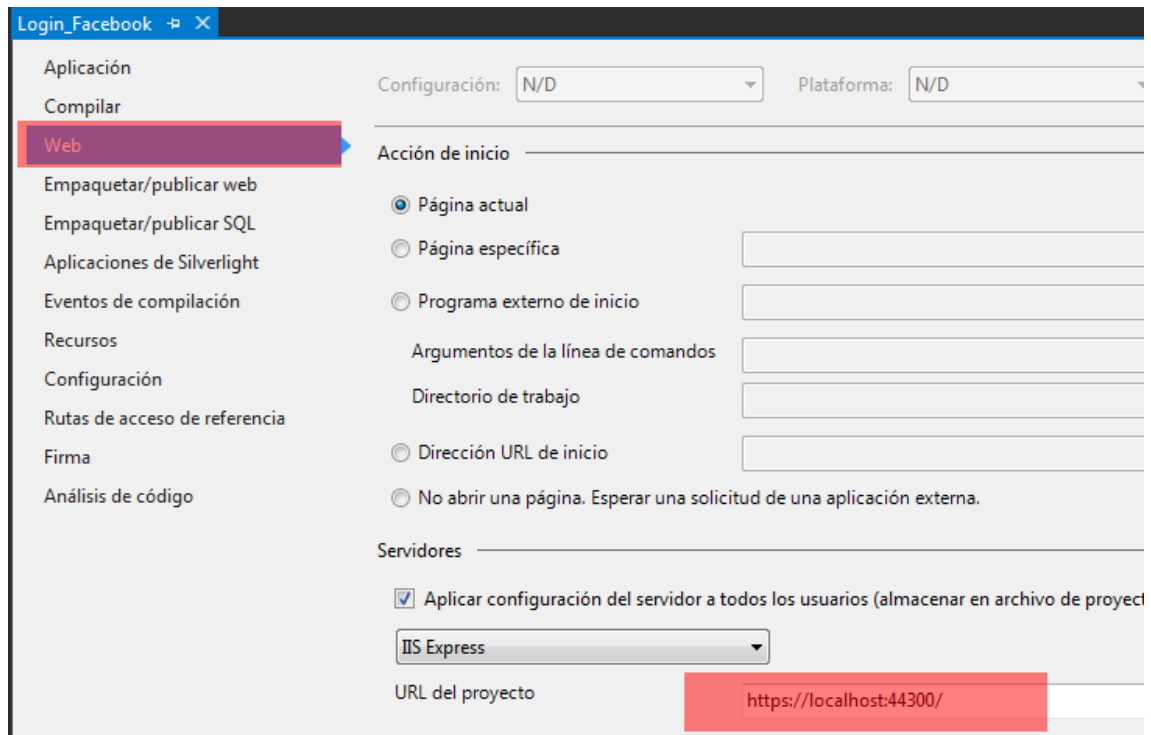 Login_Facebook
Aplicación
Compilar
Web
Empaquetar/publicar web
Empaquetar/publicar SQL
Aplicaciones de Silverlight
Eventos de compilación
Recursos
Configuración
Rutas de acceso de referencia
Firma
Análisis de código
Configuración: N/D Plataforma: N/D
Acción de inicio
Página actual
Página específica
Programa externo de inicio
Argumentos de la línea de comandos
Directorio de trabajo
Dirección URL de inicio
No abrir una página. Esperar una solicitud de una aplicación externa.
Servidores
Aplicar configuración del servidor a todos los usuarios (almacenar en archivo de proyect
IIS Express
URL del proyecto https://localhost:44300/